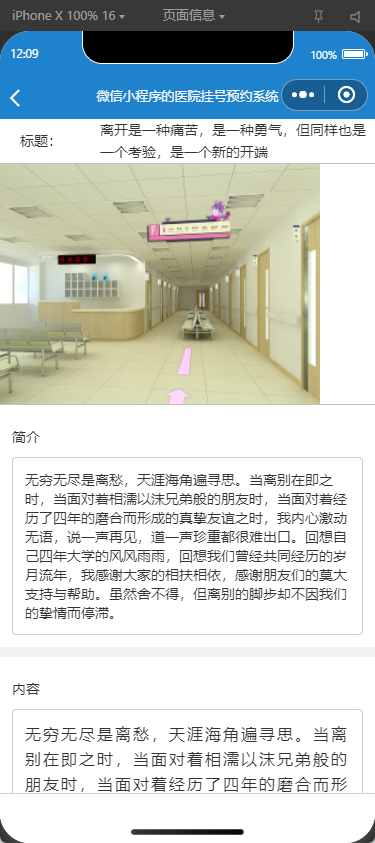 iPhone X 100% 16 页面信息
12:09 100%
微信小程序的医院挂号预约系统
标题：
离开是一种痛苦，是一种勇气，但同样也是
一个考验，是一个新的开端
简介
无穷无尽是离愁，天涯海角遍寻思。当离别在即之
时，当面对着相濡以沫兄弟般的朋友时，当面对着经
历了四年的磨合而形成的真挚友谊之时，我内心激动
无语，说一声再见，道一声珍重都很难出口。回想自
己四年大学的风风雨雨，回想我们曾经共同经历的岁
月流年，我感谢大家的相扶相依，感谢朋友们的莫大
支持与帮助。虽然舍不得，但离别的脚步却不因我们
的挚情而停滞。
内容
无穷无尽是离愁，天涯海角遍寻思。当离
别在即之时，当面对着相濡以沫兄弟般的
朋友时，当面对着经历了四年的磨合而形